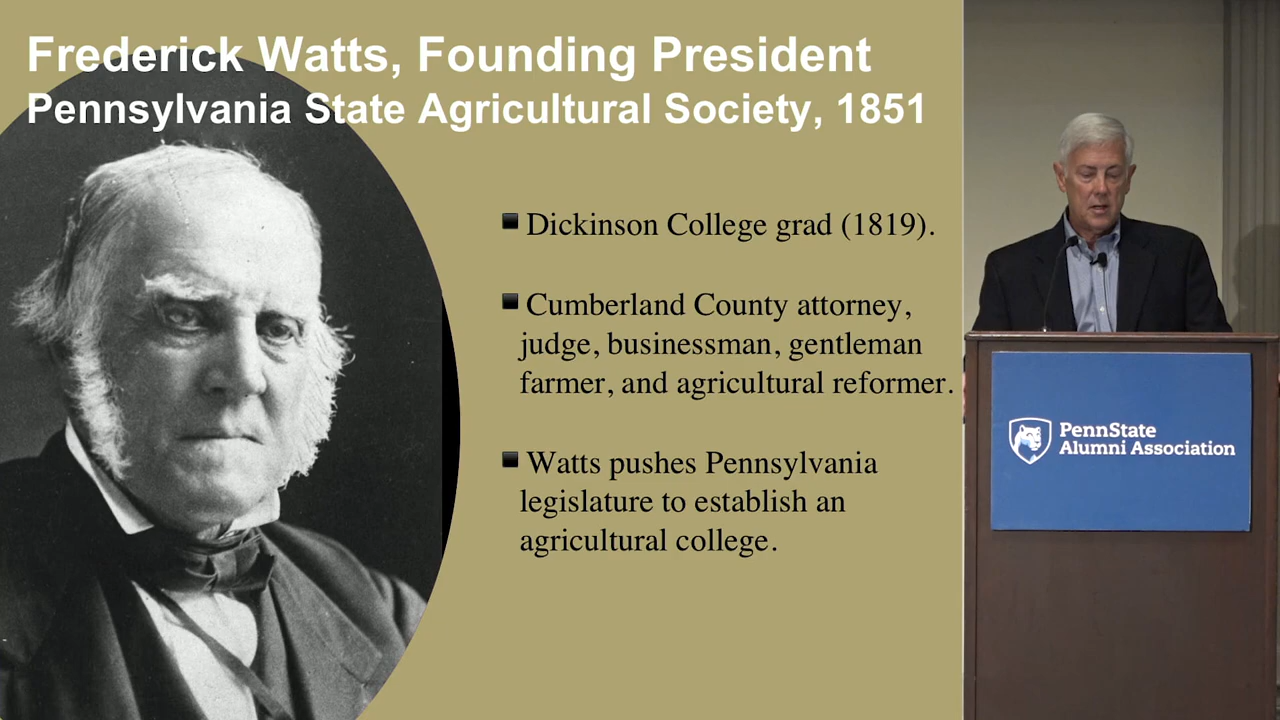 Frederick Watts, Founding President
Pennsylvania State Agricultural Society, 1851
Dickinson College grad (1819).
Cumberland County attorney,
judge, businessman, gentleman
farmer, and agricultural reformer.
Watts pushes Pennsylvania
legislature to establish an
agricultural college.
PennState
Alumni Association